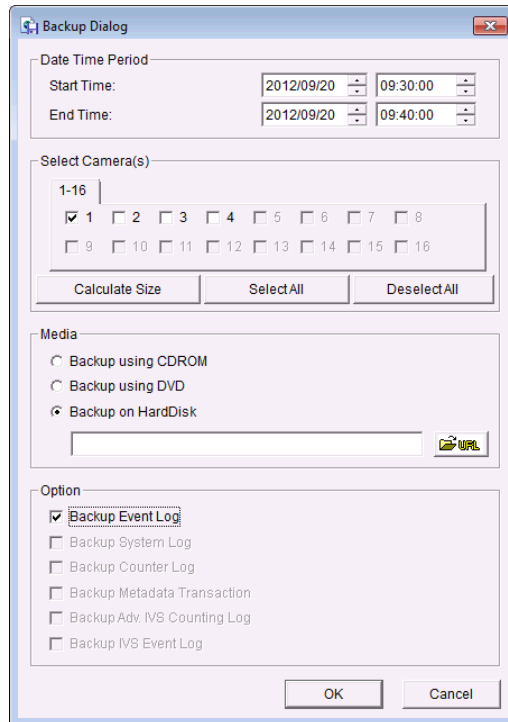 Backup Dialog
Date Time Period
Start Time: 2012/09/20 09:30:00
End Time: 2012/09/20 09:40:00
Select Camera(s)
1-16
1 2 3 4 5 6 7 8
9 10 11 12 13 14 15 16
Calculate Size Select All Deselect All
Media
Backup using CDROM
Backup using DVD
Backup on HardDisk
URL
Option
Backup Event Log
Backup System Log
Backup Counter Log
Backup Metadata Transaction
Backup Adv. IVS Counting Log
Backup IVS Event Log
OK Cancel